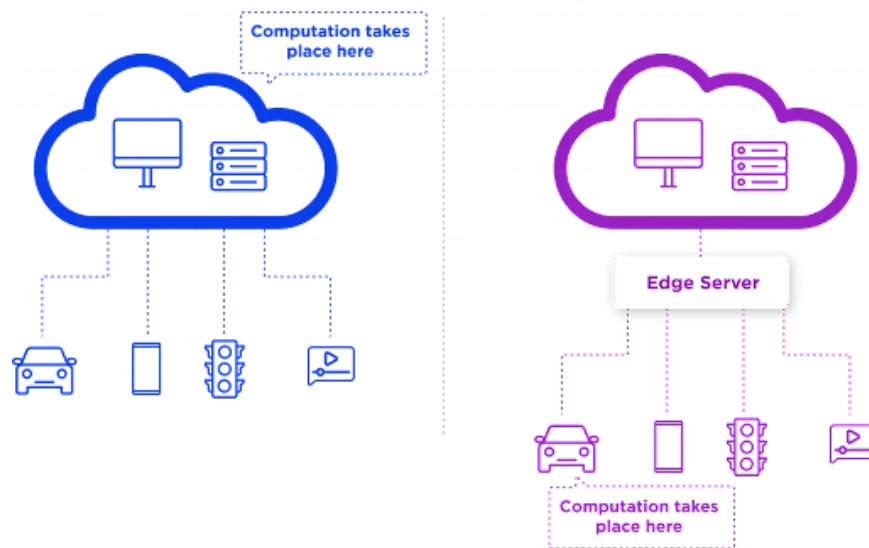 Computation takes
place here
Edge Server
Computation takes
place here